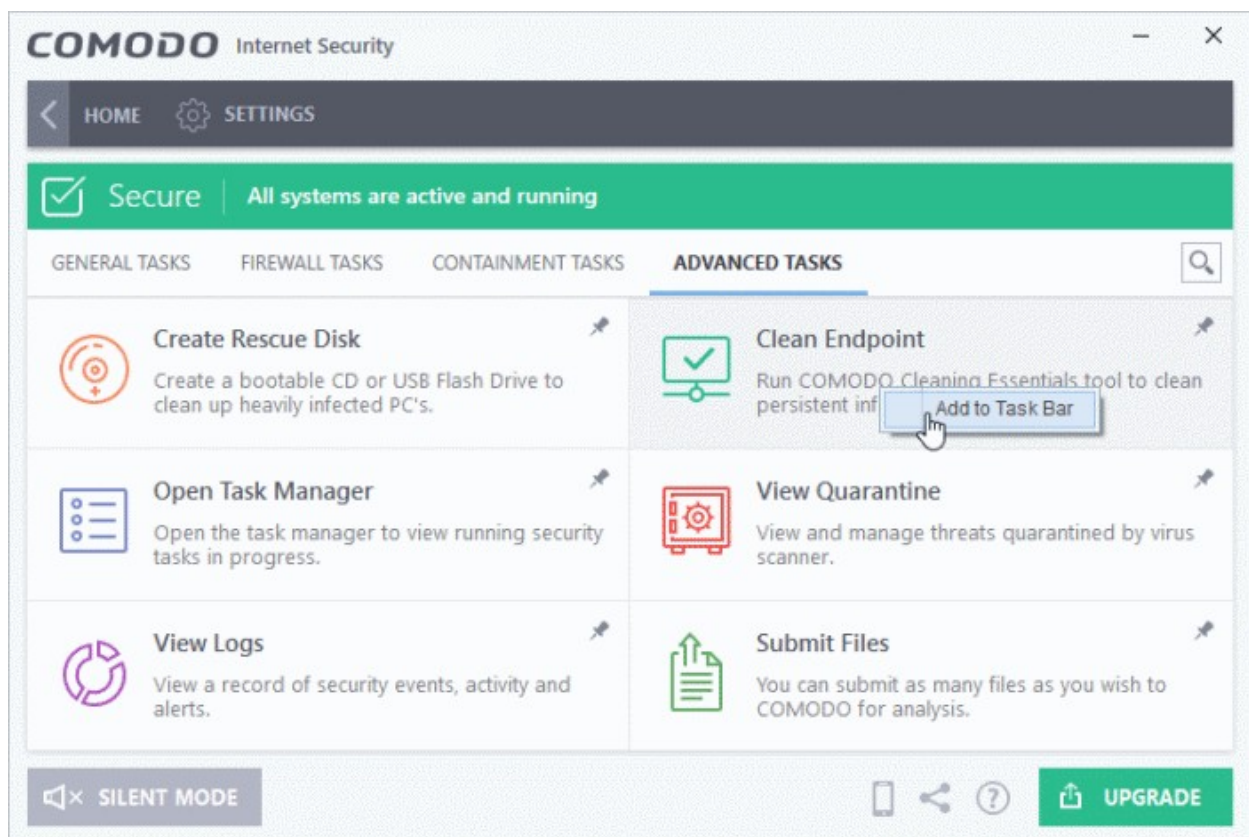 COMODO Internet Security
HOME SETTINGS
Secure All systems are active and running
GENERAL TASKS FIREWALL TASKS CONTAINMENT TASKS ADVANCED TASKS
Create Rescue Disk
Create a bootable CD or USB Flash Drive to
clean up heavily infected PC's.
Clean Endpoint
Run COMODO Cleaning Essentials tool to clean
persistent inf
Add to Task Bar
Open Task Manager
Open the task manager to view running security
tasks in progress.
View Quarantine
View and manage threats quarantined by virus
scanner.
View Logs
View a record of security events, activity and
alerts.
Submit Files
You can submit as many files as you wish to
COMODO for analysis.
SILENT MODE
UPGRADE